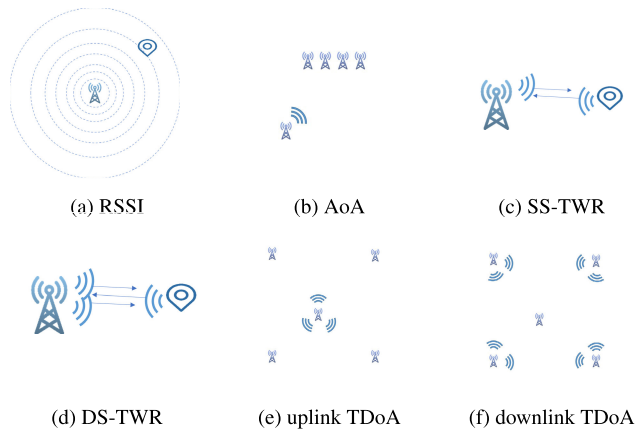 (a) RSSI
(b) AoA
(c) SS-TWR
(d) DS-TWR
(e) uplink TDoA
(f) downlink TDoA